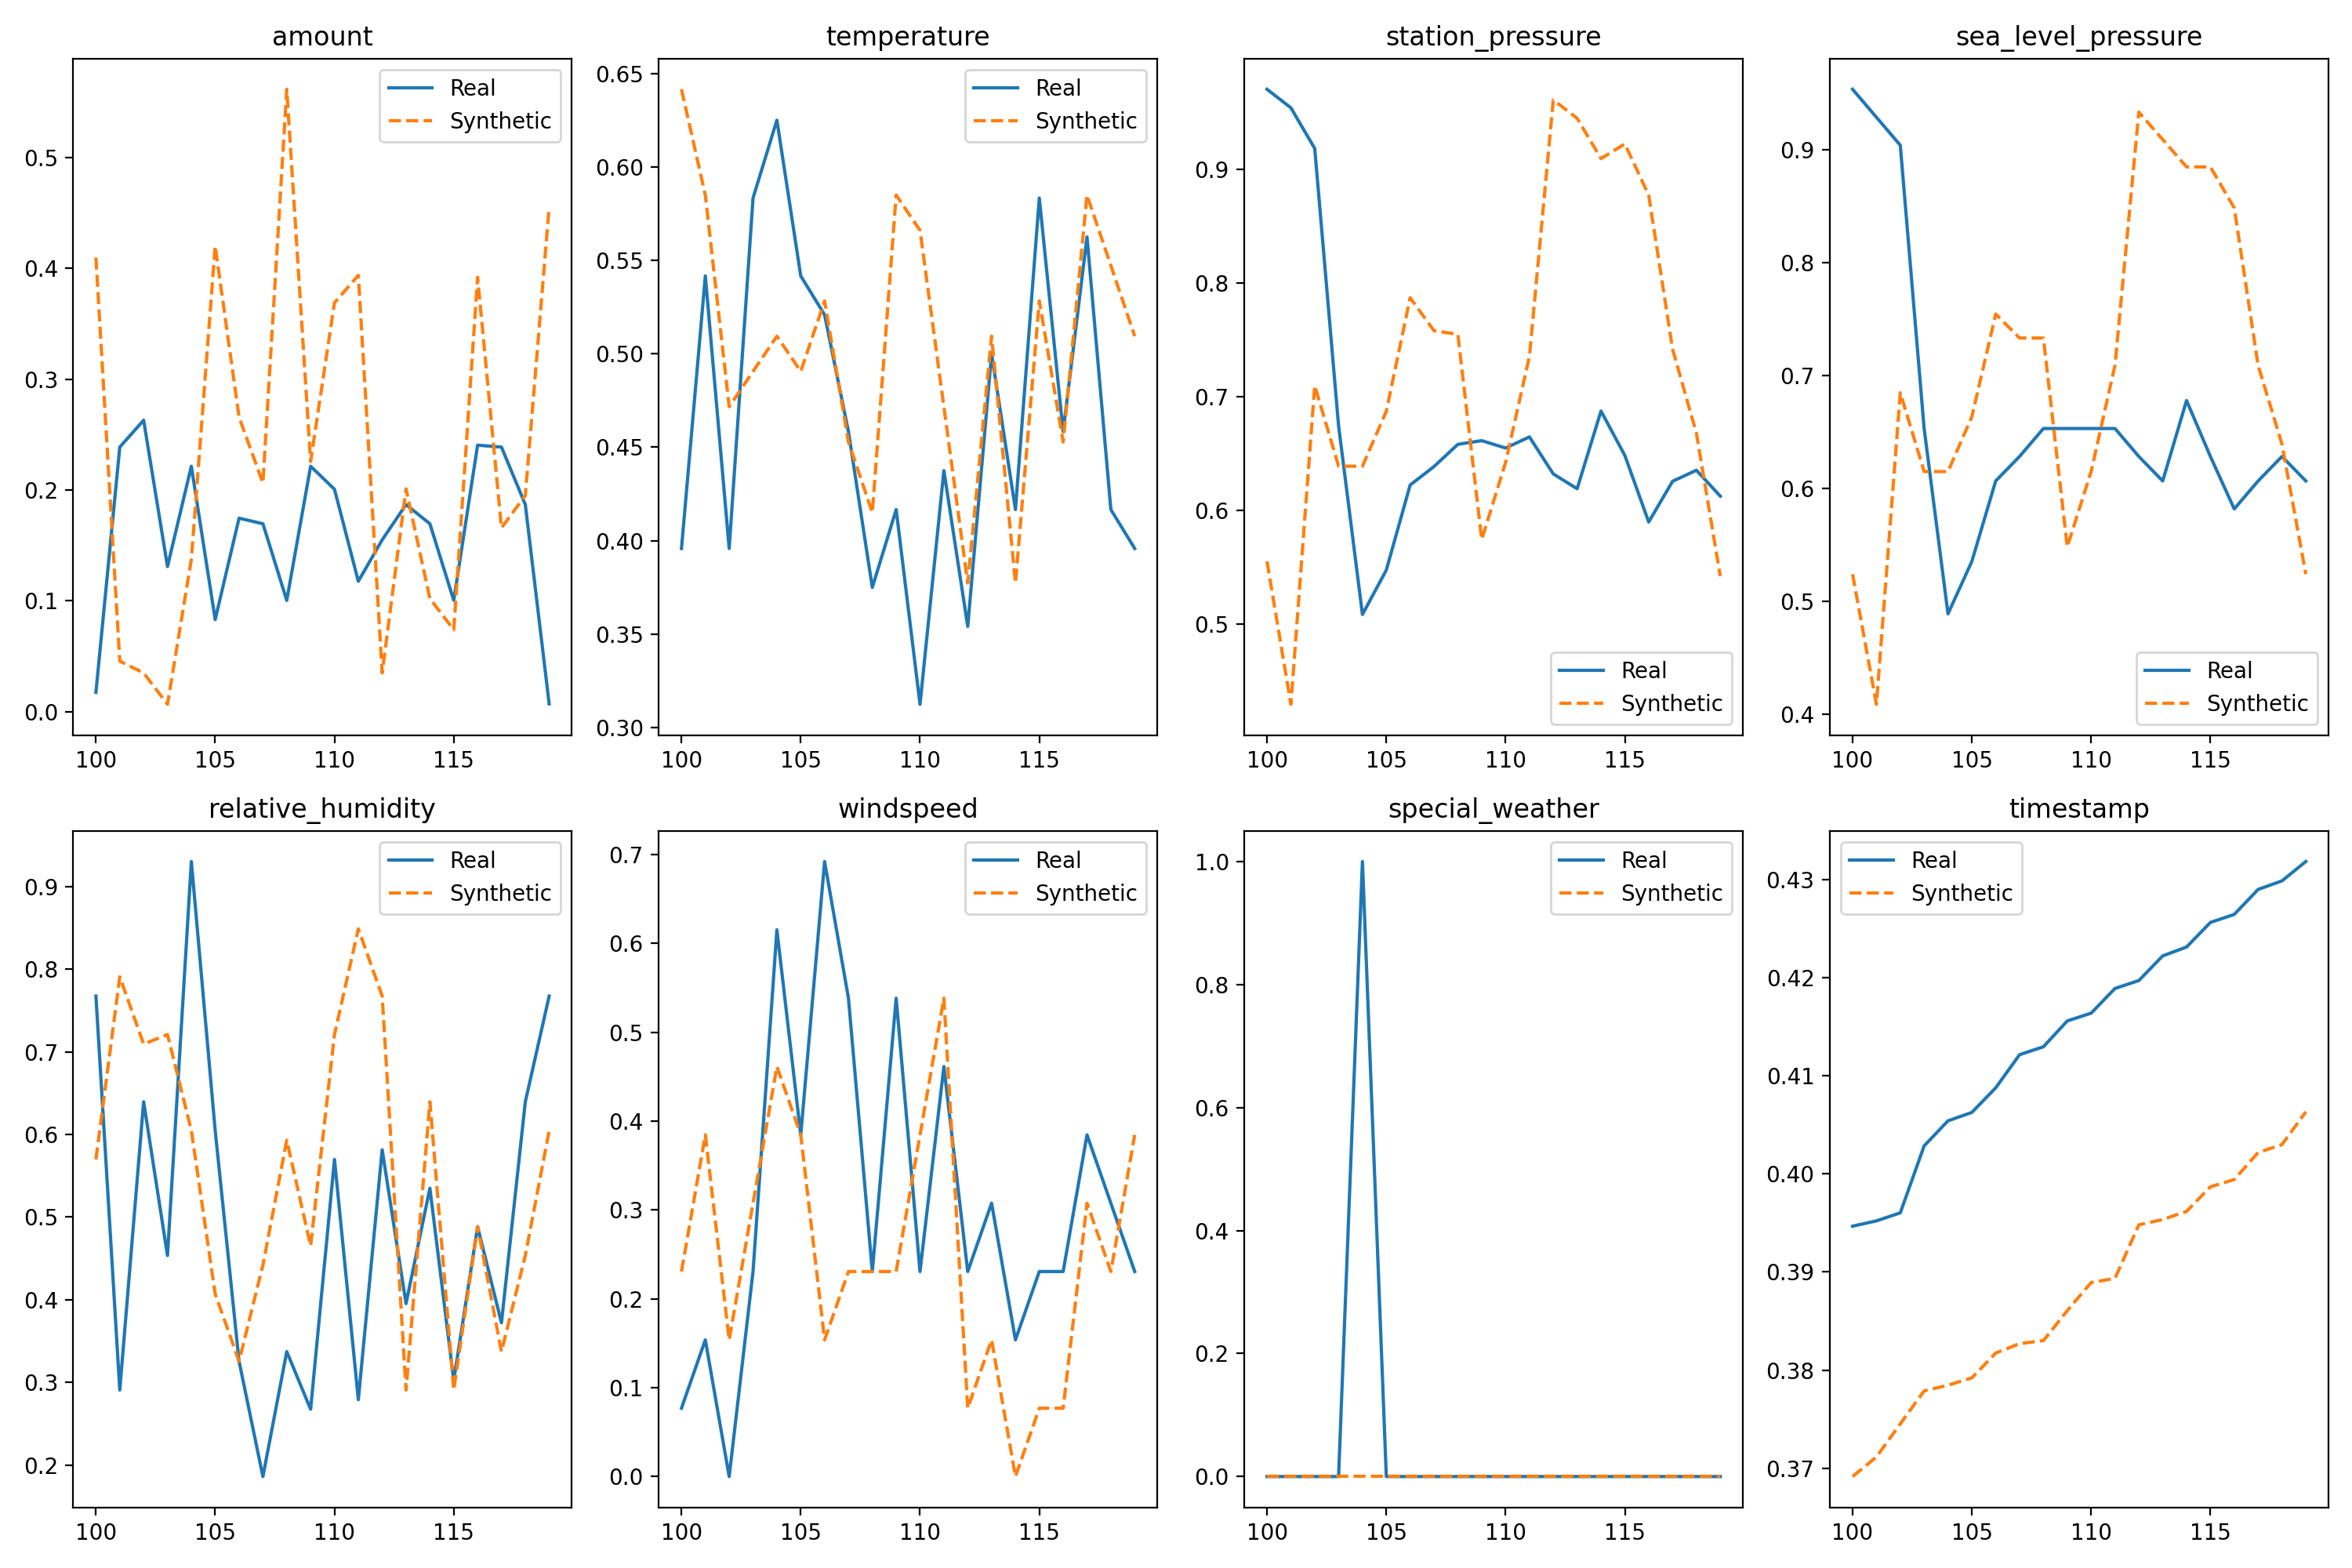 amount
0.5
0.4
0.3
0.2
0.1
0.0
100 105 110 115
Real
Synthetic
temperature
0.65
0.60
0.55
0.50
0.45
0.40
0.35
0.30
100 105 110 115
Real
Synthetic
station_pressure
0.9
0.8
0.7
0.6
0.5
100 105 110 115
Real
Synthetic
sea_level_pressure
0.9
0.8
0.7
0.6
0.5
0.4
100 105 110 115
Real
Synthetic
relative_humidity
0.9
0.8
0.7
0.6
0.5
0.4
0.3
0.2
100 105 110 115
Real
Synthetic
windspeed
0.7
0.6
0.5
0.4
0.3
0.2
0.1
0.0
100 105 110 115
Real
Synthetic
special_weather
1.0
0.8
0.6
0.4
0.2
0.0
100 105 110 115
Real
Synthetic
timestamp
0.43
0.42
0.41
0.40
0.39
0.38
0.37
100 105 110 115
Real
Synthetic